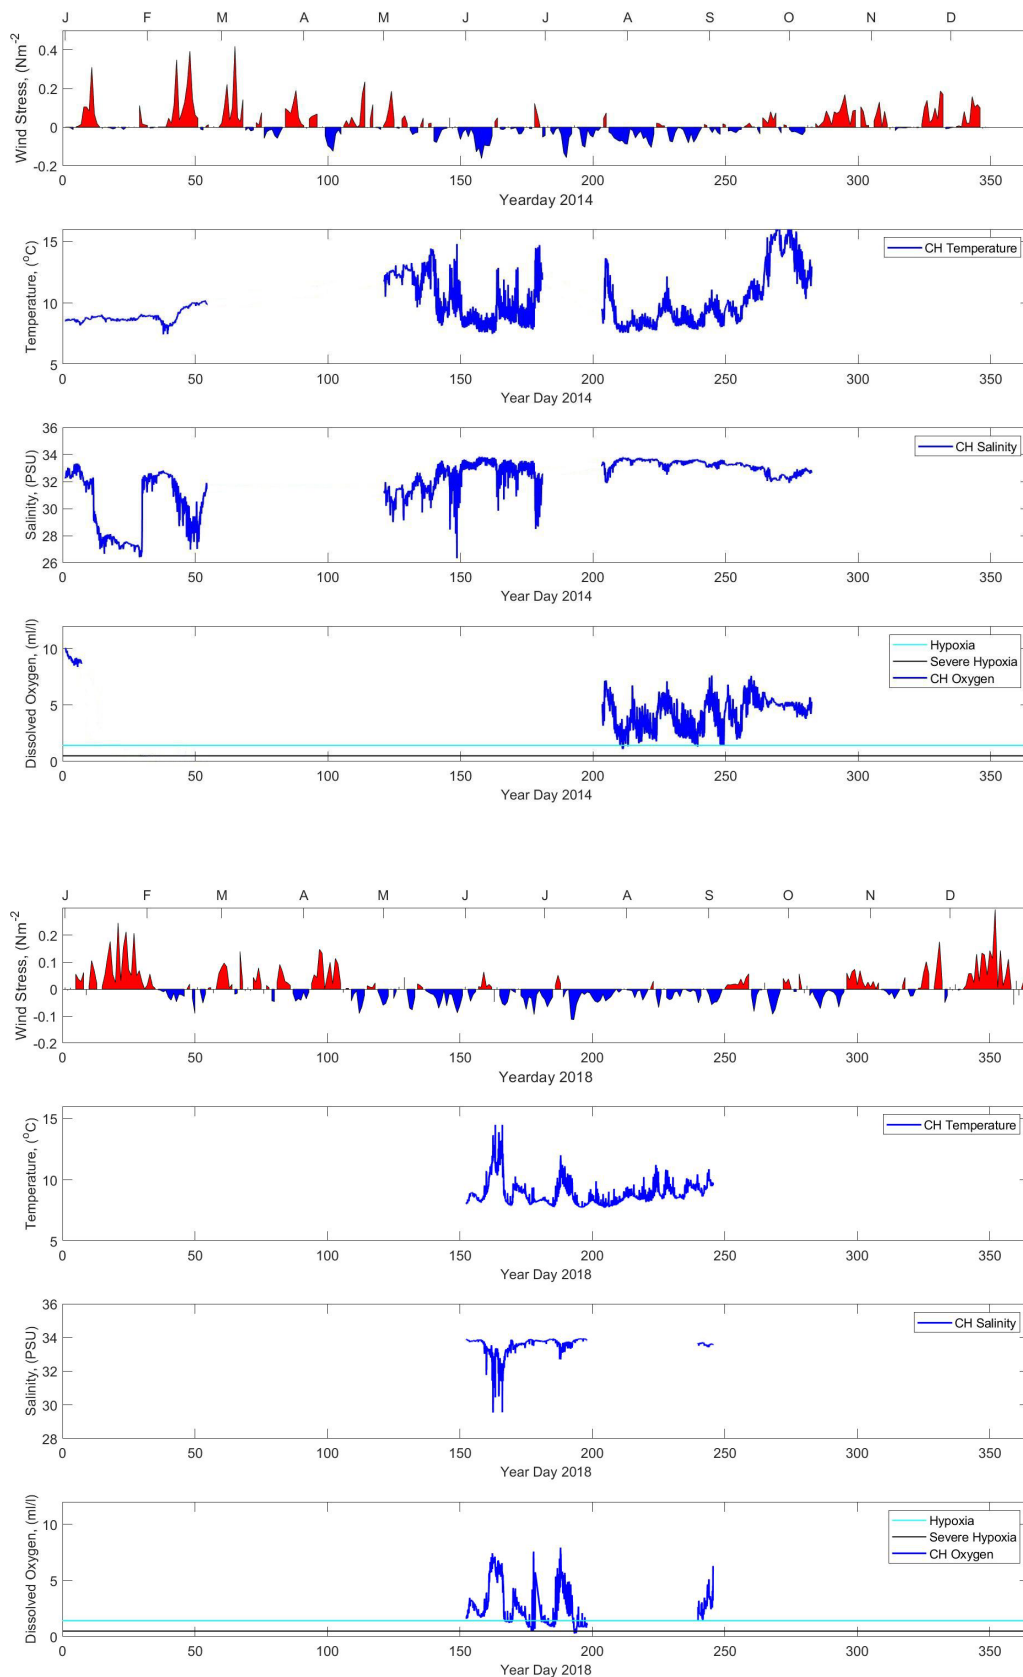 J F M A M J J A S O N D
Wind Stress, (Nm-2
0.4
0.2
0
-0.2
0 50 100 150 200 250 300 350
Yearday 2014
Temperature, (oC)
15
10
5
CH Temperature
0 50 100 150 200 250 300 350
Year Day 2014
Salinity, (PSU)
36
34
32
30
28
26
CH Salinity
0 50 100 150 200 250 300 350
Year Day 2014
Dissolved Oxygen, (ml/l)
10
5
0
Hypoxia
Severe Hypoxia
CH Oxygen
0 50 100 150 200 250 300 350
Year Day 2014
J F M A M J J A S O N D
Wind Stress, (Nm-2
0.2
0.1
0
-0.1
-0.2
0 50 100 150 200 250 300 350
Yearday 2018
Temperature, (oC)
15
10
5
CH Temperature
0 50 100 150 200 250 300 350
Year Day 2018
Salinity, (PSU)
36
34
32
30
28
CH Salinity
0 50 100 150 200 250 300 350
Year Day 2018
Dissolved Oxygen, (ml/l)
10
5
0
Hypoxia
Severe Hypoxia
CH Oxygen
0 50 100 150 200 250 300 350
Year Day 2018